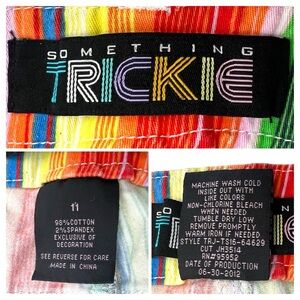 SOMETHING
TRICKIE
11
98%COTTON
2%SPANDEX
EXCLUSIVE OF
DECORATION
SEE REVERSE FOR CARE
MADE IN CHINA
MACHINE WASH COLD
INSIDE OUT WITH
LIKE COLORS
NON-CHLORINE BLEACH
WHEN NEEDED
TUMBLE DRY LOW
REMOVE PROMPTLY
WARM IRON IF NEEDED
STYLE TRJ-TS16-64629
CUT JH3514
RN#95952
DATE OF PRODUCTION
06-30-2012